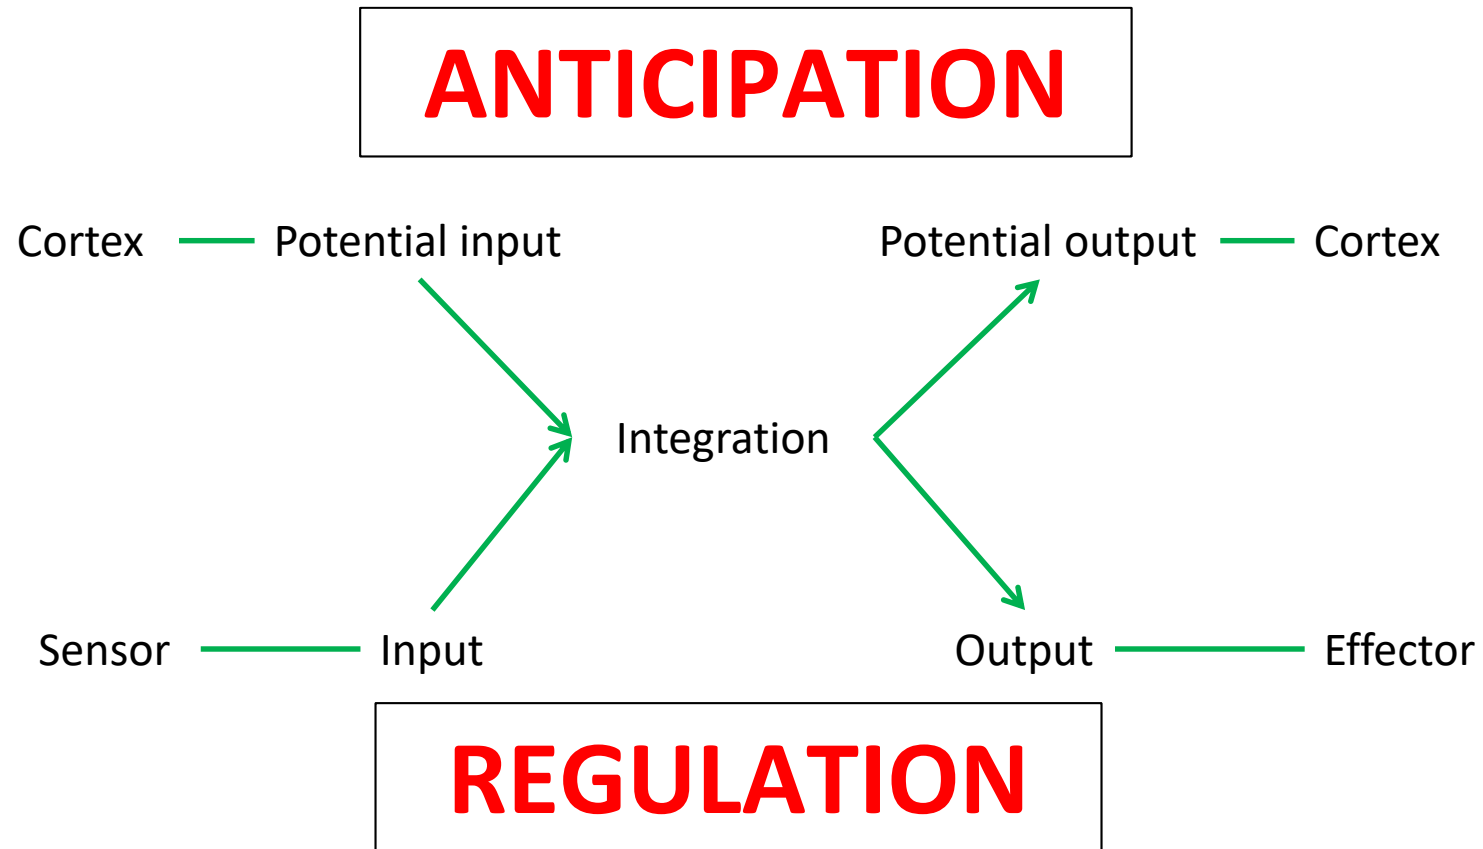 ANTICIPATION
Cortex Potential input Potential output Cortex
Integration
Sensor Input Output Effector
REGULATION